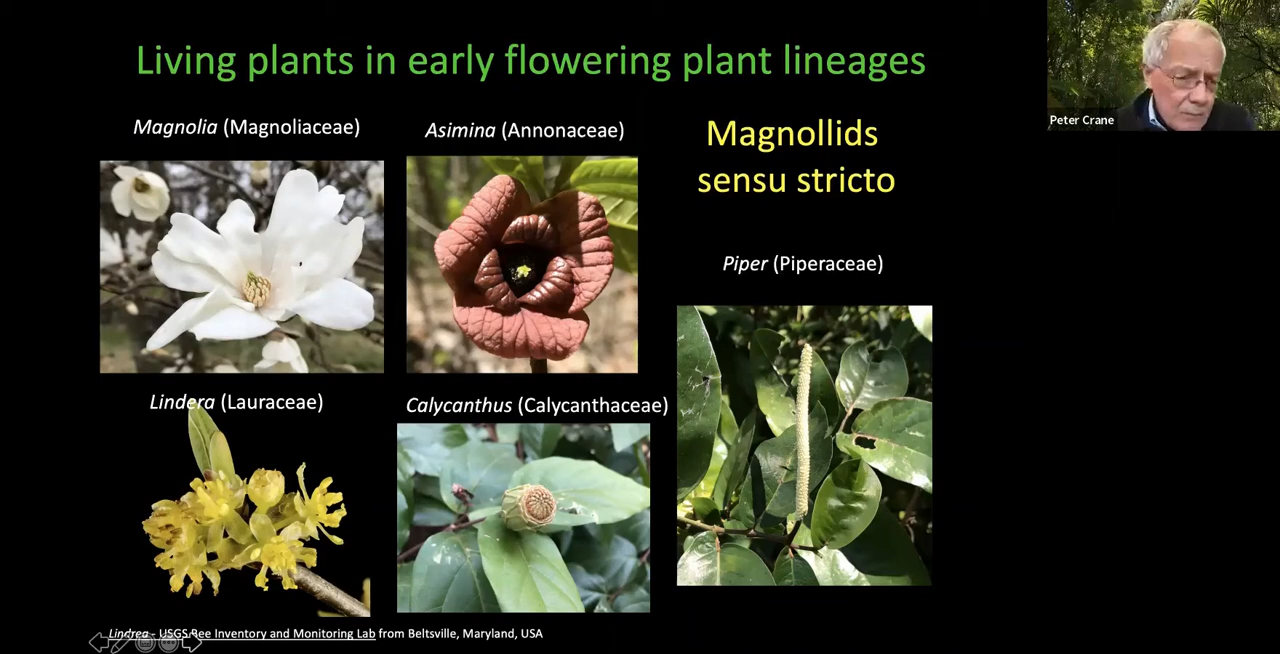 Living plants in early flowering plant lineages
Peter Crane
Magnolia (Magnoliaceae)
Asimina (Annonaceae)
Magnollids
sensu stricto
Piper (Piperaceae)
Lindera (Lauraceae)
Calycanthus (Calycanthaceae)
Lindrea - USGS Bee Inventory and Monitoring Lab from Beltsville, Maryland, USA